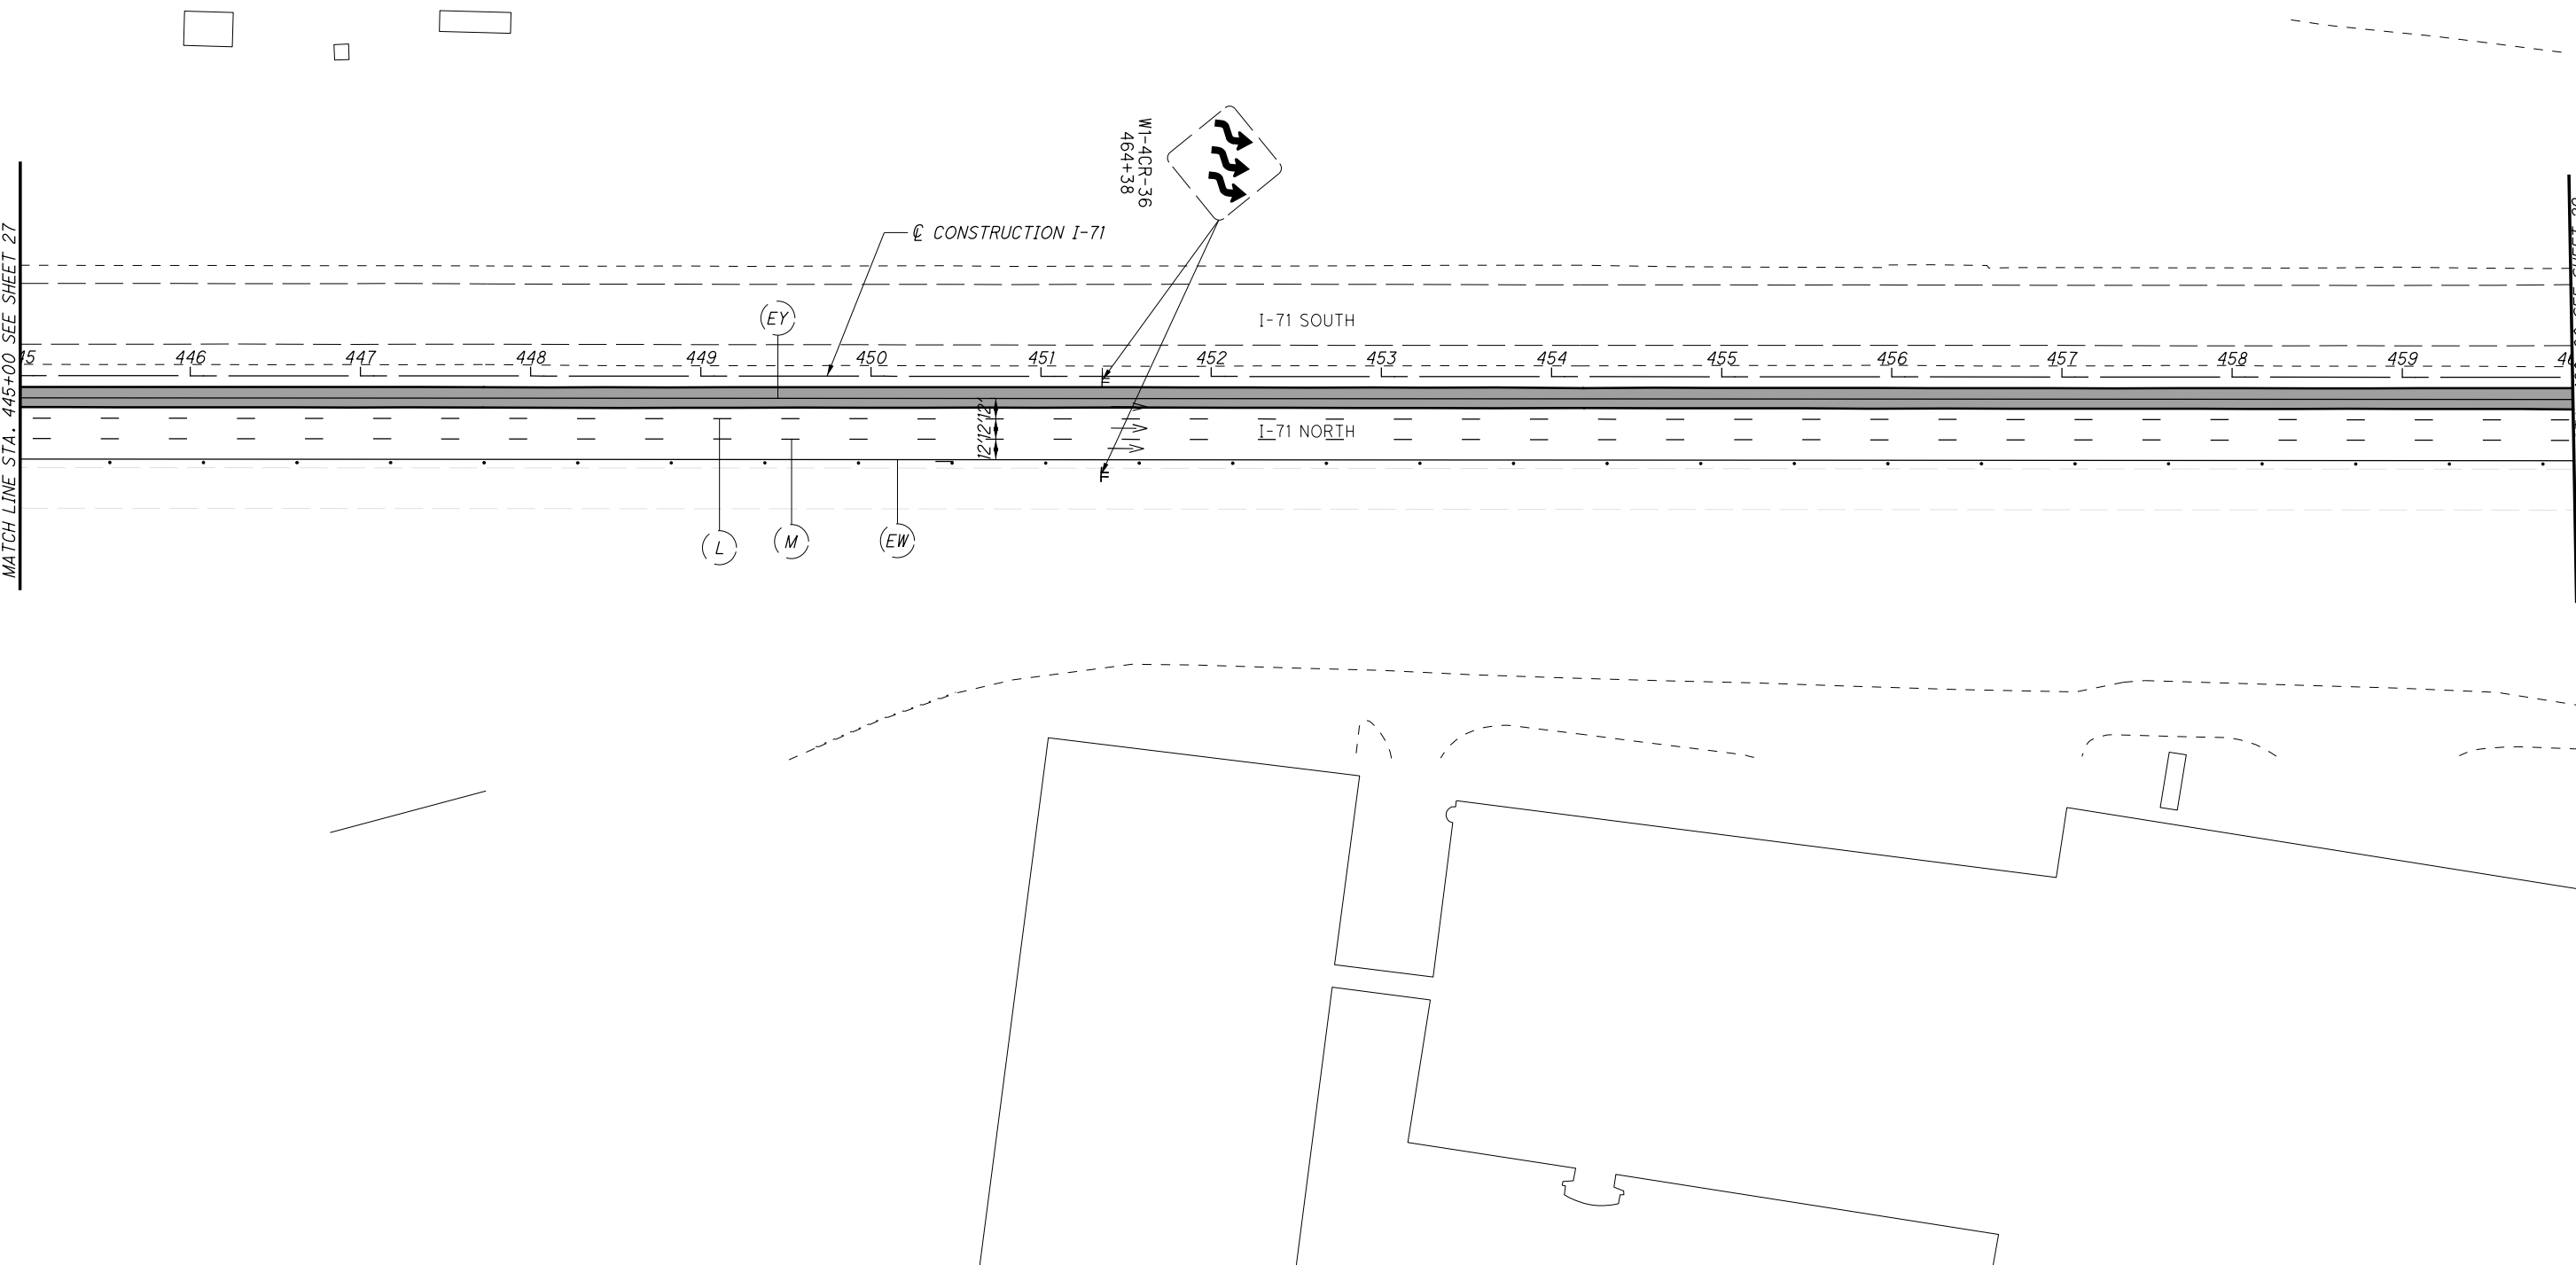 W1-4CR-36
464+38
℄ CONSTRUCTION I-71
MATCH LINE STA. 445+00 SEE SHEET 27
EY
I-71 SOUTH
446 447 448 449 450 451 452 453 454 455 456 457 458 459
12' 12' 12'
I-71 NORTH
L
M
EW